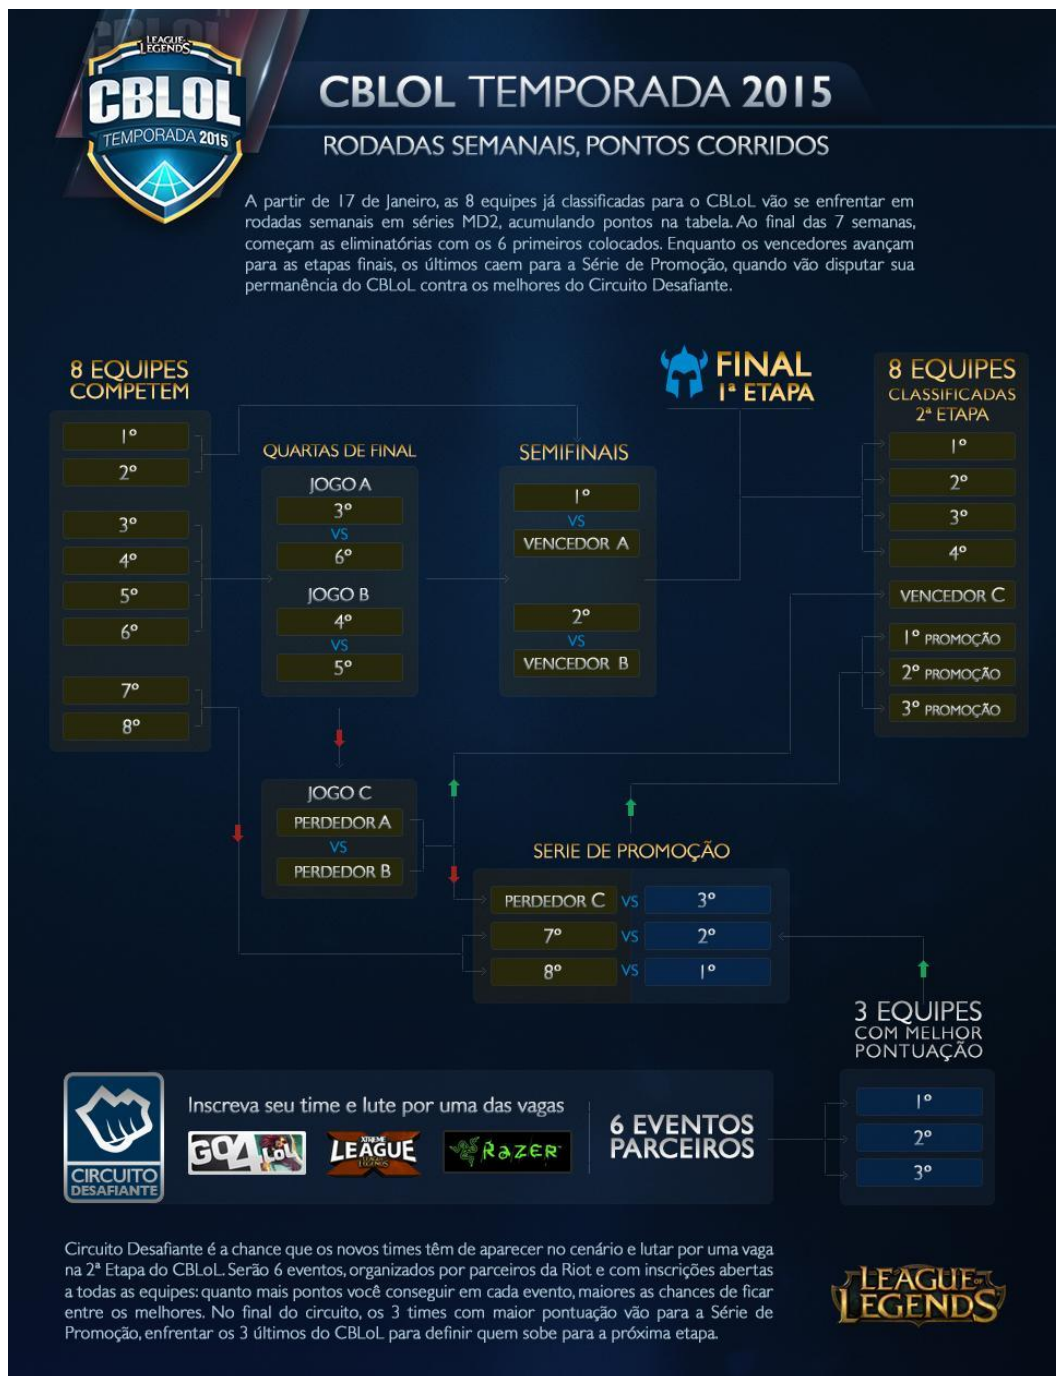 LEAGUE OF LEGENDS
CBLOL
TEMPORADA 2015
CBLOL TEMPORADA 2015
RODADAS SEMANAIS, PONTOS CORRIDOS
A partir de 17 de Janeiro, as 8 equipes já classificadas para o CBLoL vão se enfrentar em
rodadas semanais em séries MD2, acumulando pontos na tabela. Ao final das 7 semanas,
começam as eliminatórias com os 6 primeiros colocados. Enquanto os vencedores avançam
para as etapas finais, os últimos caem para a Série de Promoção, quando vão disputar sua
permanência do CBLoL contra os melhores do Circuito Desafiante.
8 EQUIPES
COMPETEM
1º
2º
3º
4º
5º
6º
7º
8º
QUARTAS DE FINAL
JOGO A
3º
VS
6º
JOGO B
4º
VS
5º
SEMIFINAIS
1º
VS
VENCEDOR A
2º
VS
VENCEDOR B
FINAL
1ª ETAPA
8 EQUIPES
CLASSIFICADAS
2ª ETAPA
1º
2º
3º
4º
VENCEDOR C
1º PROMOÇÃO
2º PROMOÇÃO
3º PROMOÇÃO
JOGO C
PERDEDOR A
VS
PERDEDOR B
SERIE DE PROMOÇÃO
PERDEDOR C VS 3º
7º VS 2º
8º VS 1º
3 EQUIPES
COM MELHOR
PONTUAÇÃO
1º
2º
3º
CIRCUITO
DESAFIANTE
Inscreva seu time e lute por uma das vagas
GO4LOL
XTREME
LEAGUE
LEAGUE OF LEGENDS
RAZER
6 EVENTOS
PARCEIROS
Circuito Desafiante é a chance que os novos times têm de aparecer no cenário e lutar por uma vaga
na 2ª Etapa do CBLoL. Serão 6 eventos, organizados por parceiros da Riot e com inscrições abertas
a todas as equipes: quanto mais pontos você conseguir em cada evento, maiores as chances de ficar
entre os melhores. No final do circuito, os 3 times com maior pontuação vão para a Série de
Promoção, enfrentar os 3 últimos do CBLoL para definir quem sobe para a próxima etapa.
LEAGUE OF
LEGENDS